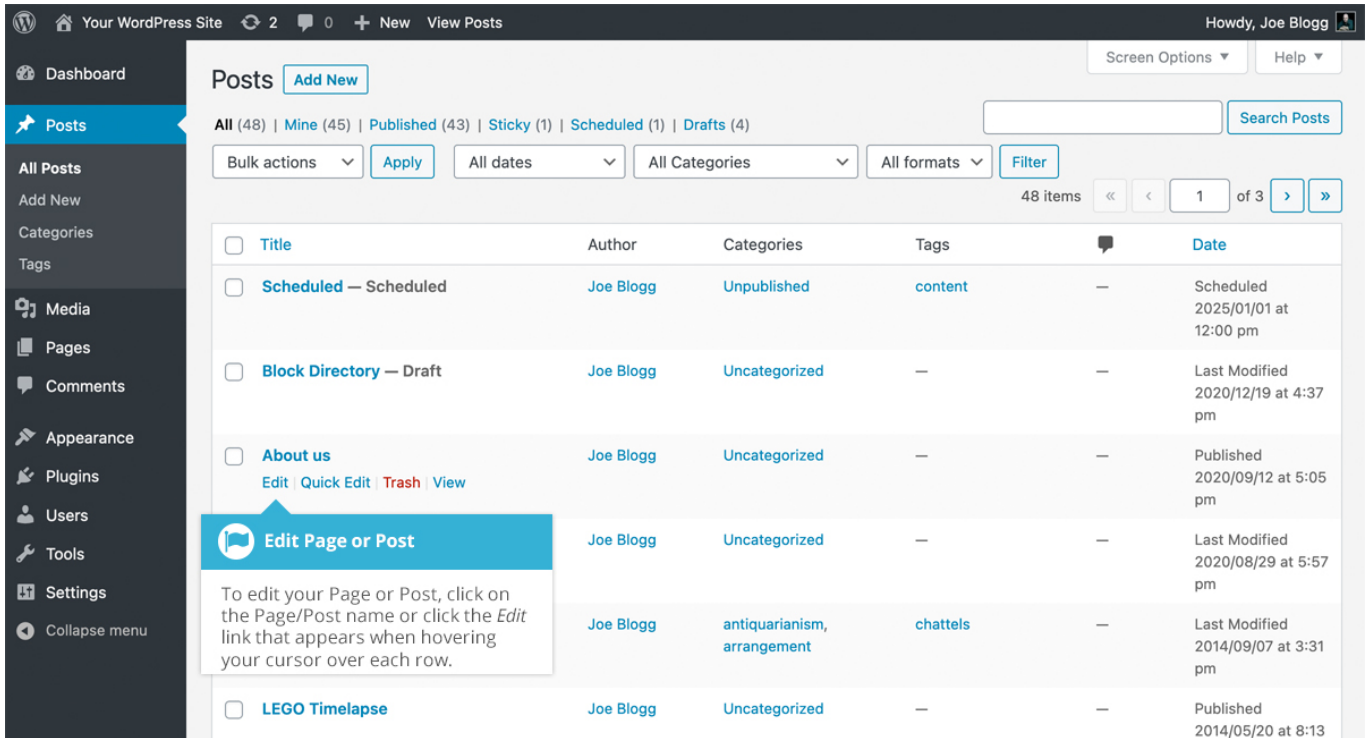 Your WordPress Site 2 0 New View Posts Howdy, Joe Blogg
Screen Options Help
Dashboard
Posts
All Posts
Add New
Categories
Tags
Media
Pages
Comments
Appearance
Plugins
Users
Tools
Settings
Collapse menu
Posts Add New
All (48) | Mine (45) | Published (43) | Sticky (1) | Scheduled (1) | Drafts (4)
Search Posts
Bulk actions Apply All dates All Categories All formats Filter
48 items « ‹ 1 of 3 › »
Title Author Categories Tags Date
Scheduled — Scheduled Joe Blogg Unpublished content — Scheduled
2025/01/01 at
12:00 pm
Block Directory — Draft Joe Blogg Uncategorized — — Last Modified
2020/12/19 at 4:37
pm
About us Joe Blogg Uncategorized — — Published
Edit | Quick Edit | Trash | View 2020/09/12 at 5:05
pm
Edit Page or Post
To edit your Page or Post, click on
the Page/Post name or click the Edit
link that appears when hovering
your cursor over each row.
Joe Blogg Uncategorized — — Last Modified
2020/08/29 at 5:57
pm
Joe Blogg antiquarianism, chattels — Last Modified
arrangement 2014/09/07 at 3:31
pm
LEGO Timelapse Joe Blogg Uncategorized — — Published
2014/05/20 at 8:13